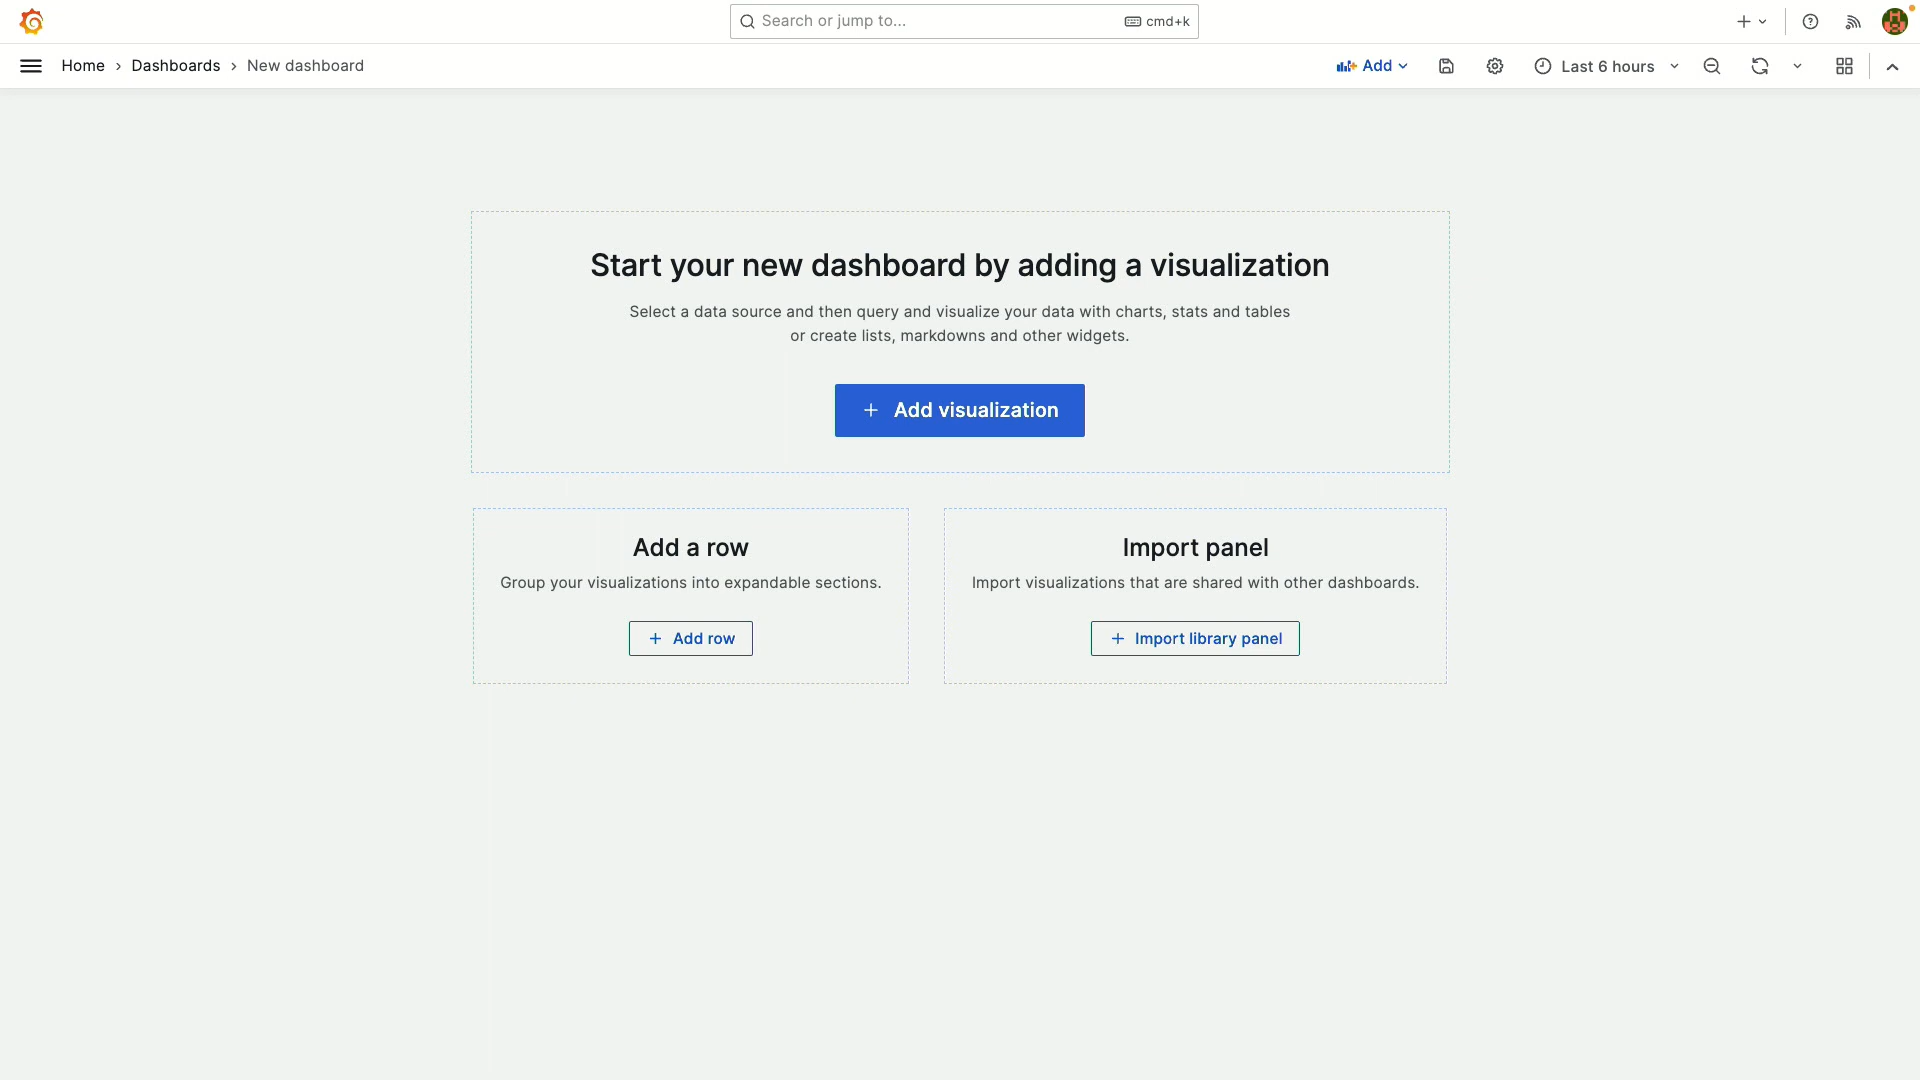 Search or jump to...
cmd+k
Home > Dashboards > New dashboard
Add
Last 6 hours
Start your new dashboard by adding a visualization
Select a data source and then query and visualize your data with charts, stats and tables
or create lists, markdowns and other widgets.
+ Add visualization
Add a row
Group your visualizations into expandable sections.
+ Add row
Import panel
Import visualizations that are shared with other dashboards.
+ Import library panel